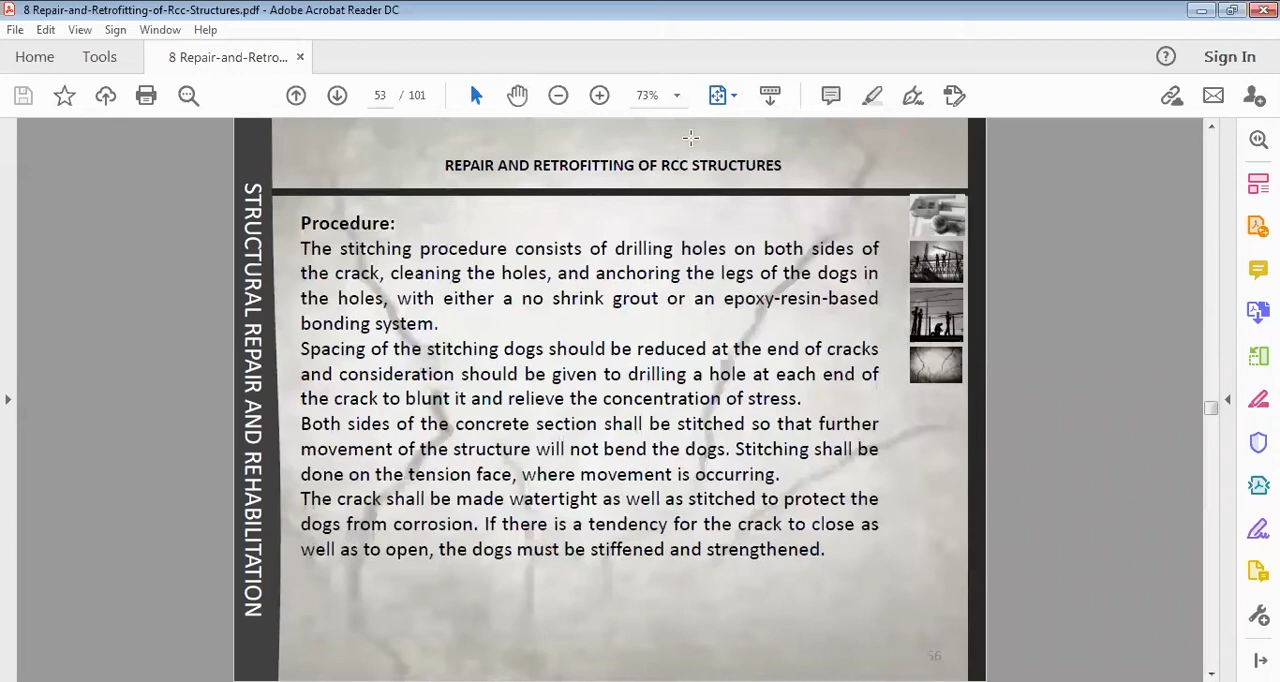 8 Repair-and-Retrofitting-of-Rcc-Structures.pdf - Adobe Acrobat Reader DC
File Edit View Sign Window Help
Home Tools 8 Repair-and-Retro... × Sign In
53 / 101 73%
REPAIR AND RETROFITTING OF RCC STRUCTURES
STRUCTURAL REPAIR AND REHABILITATION
Procedure:
The stitching procedure consists of drilling holes on both sides of
the crack, cleaning the holes, and anchoring the legs of the dogs in
the holes, with either a no shrink grout or an epoxy-resin-based
bonding system.
Spacing of the stitching dogs should be reduced at the end of cracks
and consideration should be given to drilling a hole at each end of
the crack to blunt it and relieve the concentration of stress.
Both sides of the concrete section shall be stitched so that further
movement of the structure will not bend the dogs. Stitching shall be
done on the tension face, where movement is occurring.
The crack shall be made watertight as well as stitched to protect the
dogs from corrosion. If there is a tendency for the crack to close as
well as to open, the dogs must be stiffened and strengthened.
56